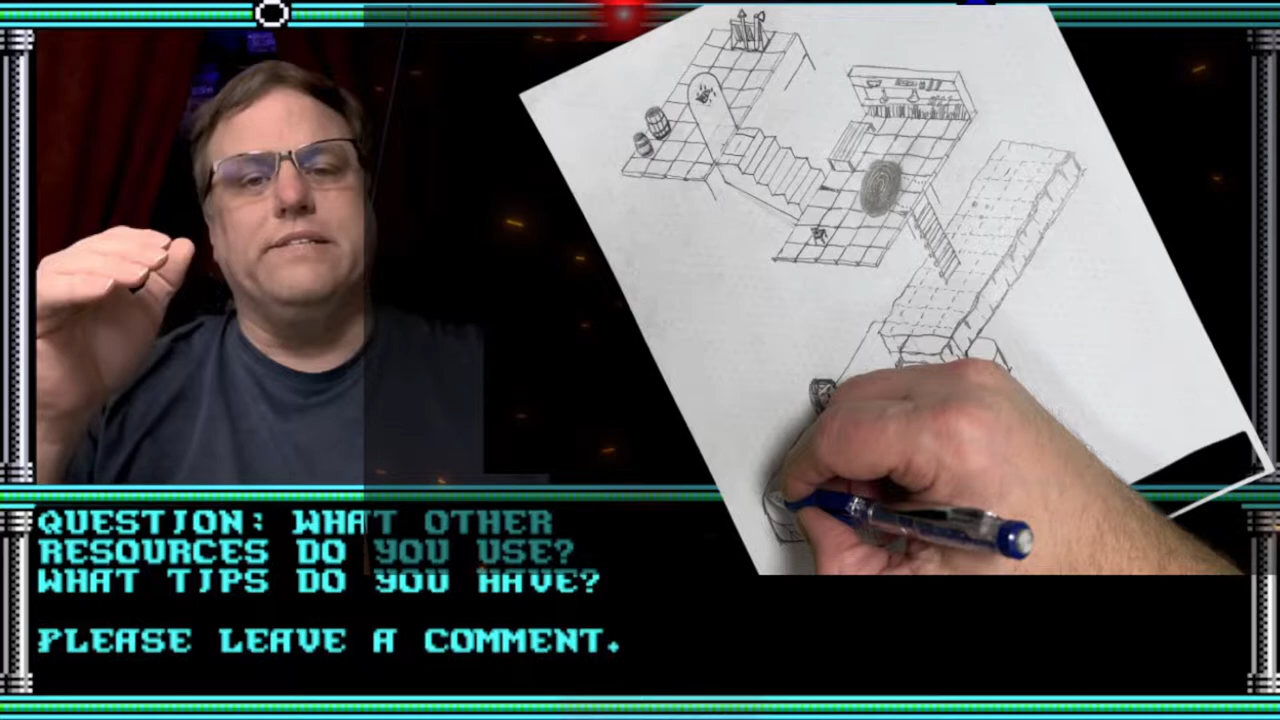 QUESTION: WHAT OTHER
RESOURCES DO YOU USE?
WHAT TIPS DO YOU HAVE?
PLEASE LEAVE A COMMENT.